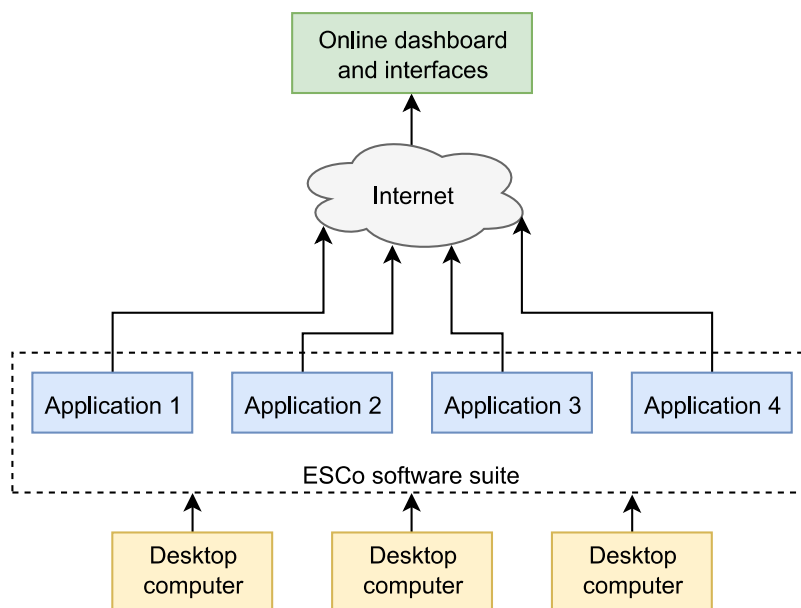 Online dashboard
and interfaces
Internet
Application 1
Application 2
Application 3
Application 4
ESCo software suite
Desktop
computer
Desktop
computer
Desktop
computer